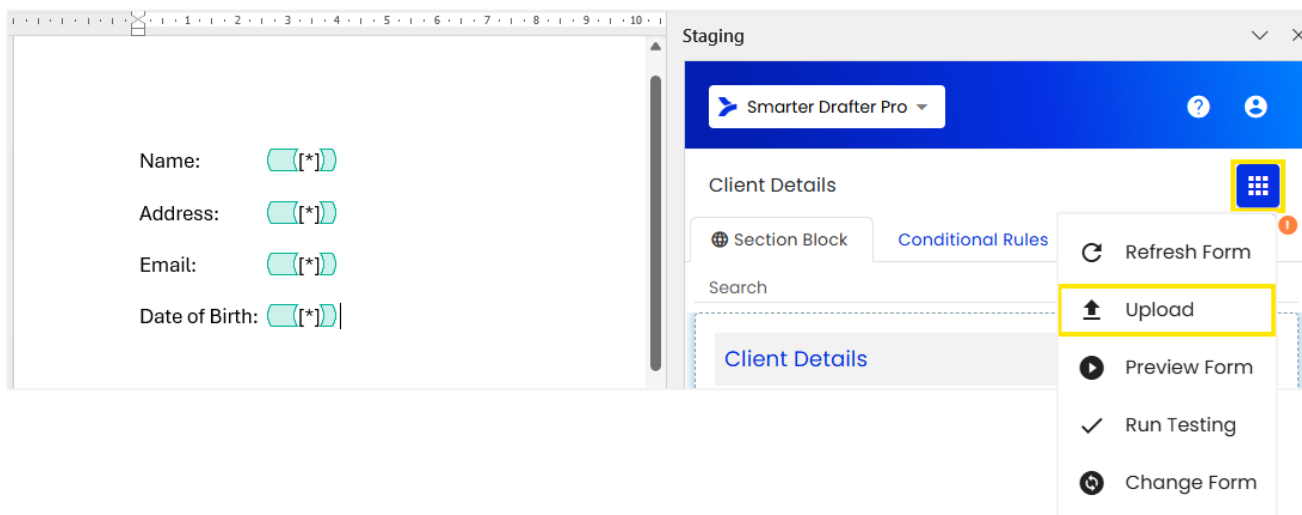 1 2 3 4 5 6 7 8 9 10
Staging
Smarter Drafter Pro
?
Name: [*]
Client Details
Address: [*]
Section Block
Conditional Rules
Refresh Form
Email: [*]
Search
Upload
Date of Birth: [*]
Client Details
Preview Form
Run Testing
Change Form